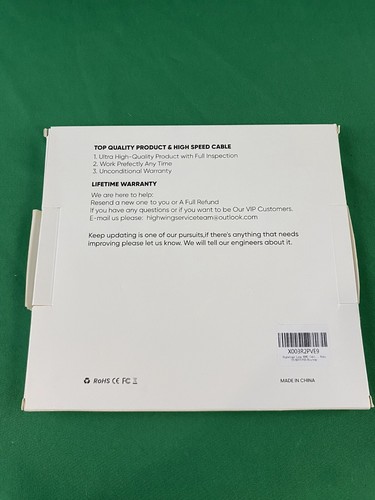 TOP QUALITY PRODUCT & HIGH SPEED CABLE
1. Ultra High-Quality Product with Full Inspection
2. Work Prefectly Any Time
3. Unconditional Warranty
LIFETIME WARRANTY
We are here to help:
Resend a new one to you or A Full Refund
If you have any questions or if you want to be Our VIP Customers.
E-mail us please: highwingserviceteam@outlook.com
Keep updating is one of our pursuits,if there's anything that needs
improving please let us know. We will tell our engineers about it.
X003R2PVE9
RoHS CE FC
MADE IN CHINA